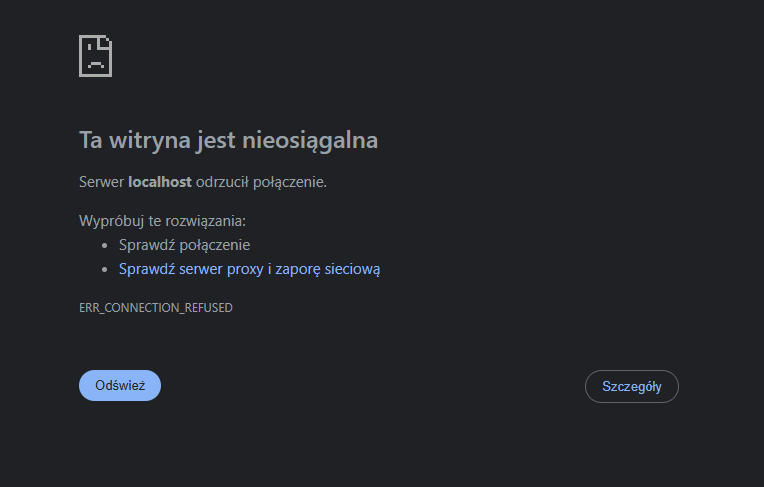 Ta witryna jest nieosiągalna
Serwer localhost odrzucił połączenie.
Wypróbuj te rozwiązania:
• Sprawdź połączenie
• Sprawdź serwer proxy i zaporę sieciową
ERR_CONNECTION_REFUSED
Odśwież
Szczegóły